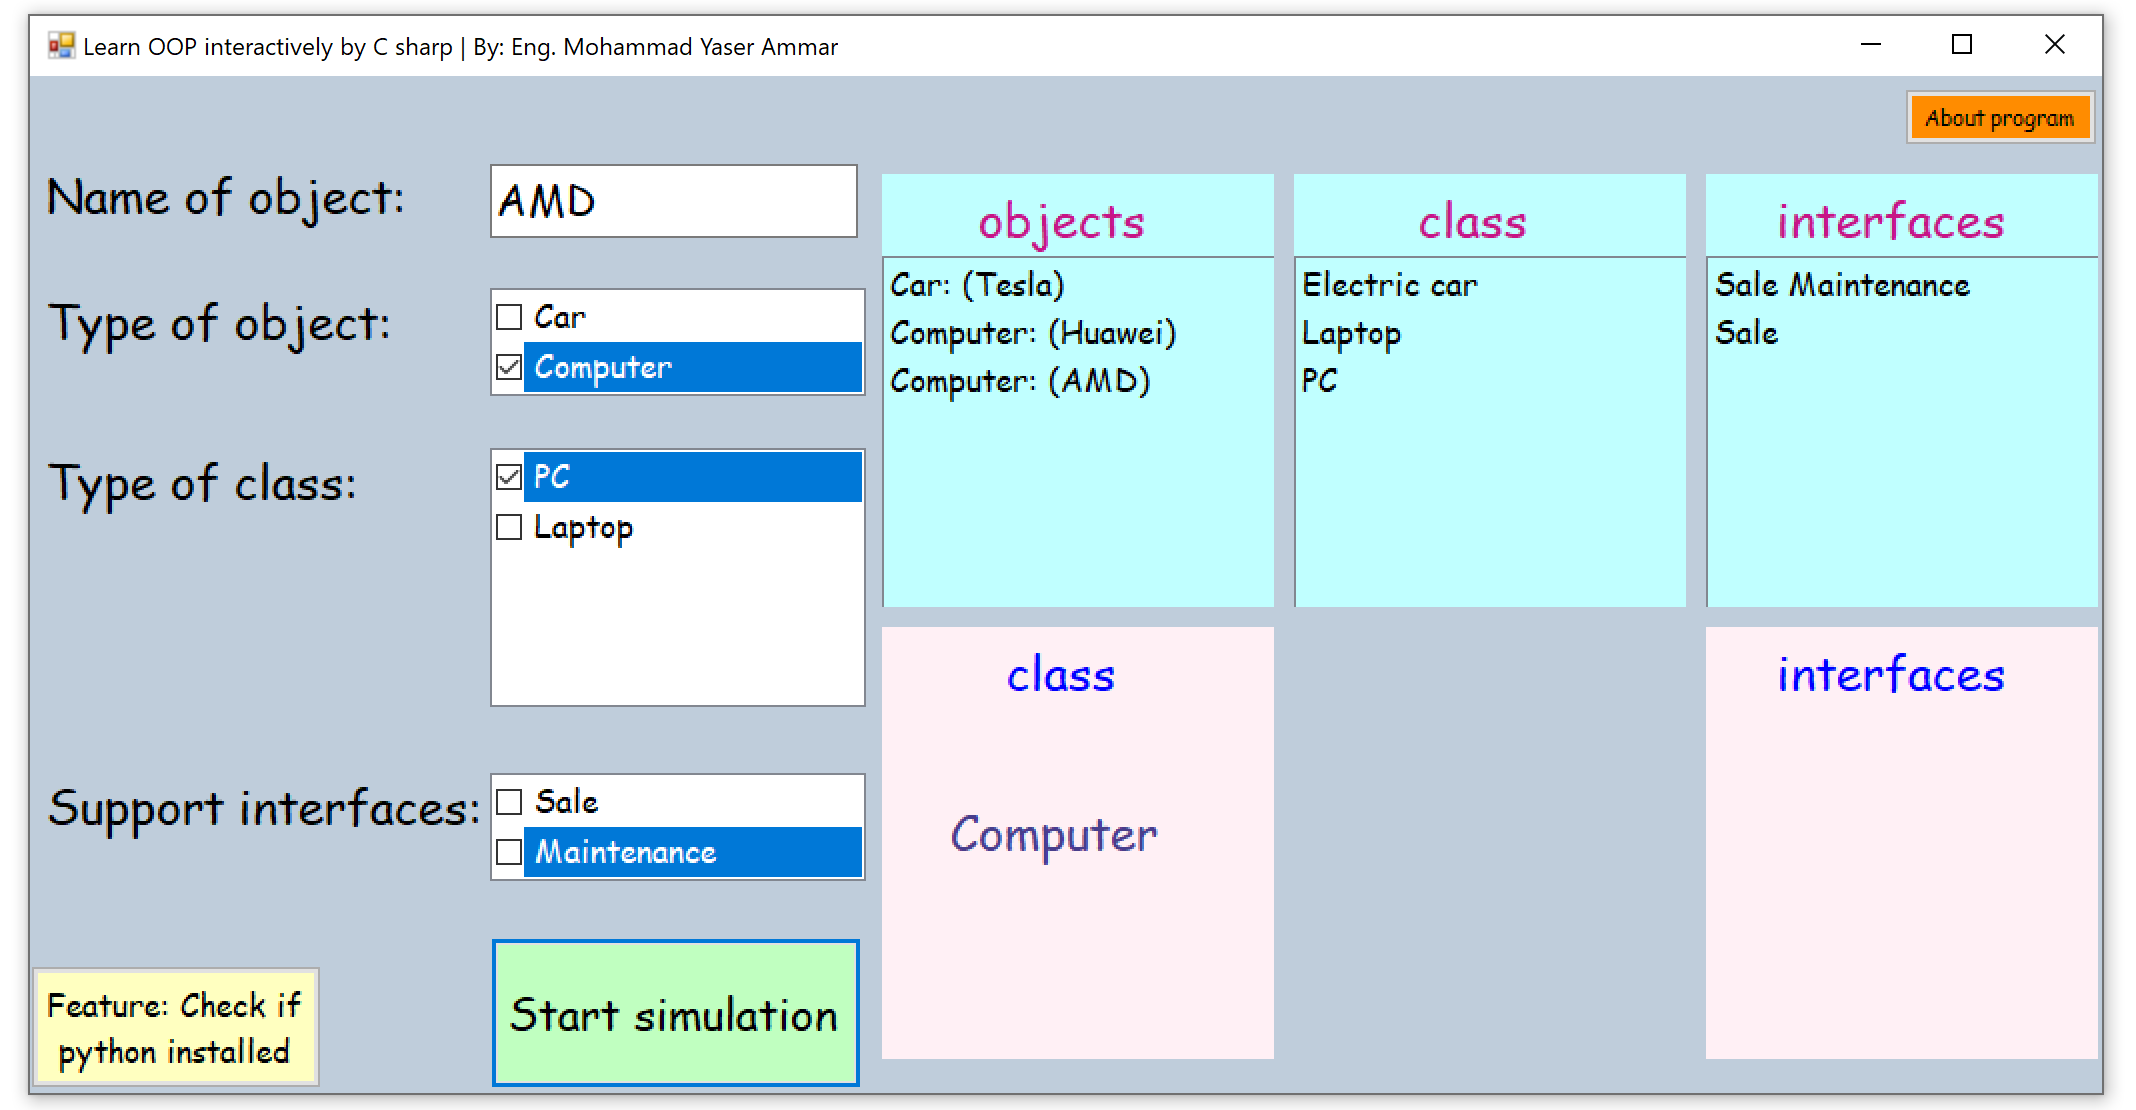 Learn OOP interactively by C sharp | By: Eng. Mohammad Yaser Ammar
About program
Name of object:
AMD
Type of object:
Car
Computer
Type of class:
PC
Laptop
Support interfaces:
Sale
Maintenance
Feature: Check if
python installed
Start simulation
objects
Car: (Tesla)
Computer: (Huawei)
Computer: (AMD)
class
Electric car
Laptop
PC
interfaces
Sale Maintenance
Sale
class
Computer
interfaces